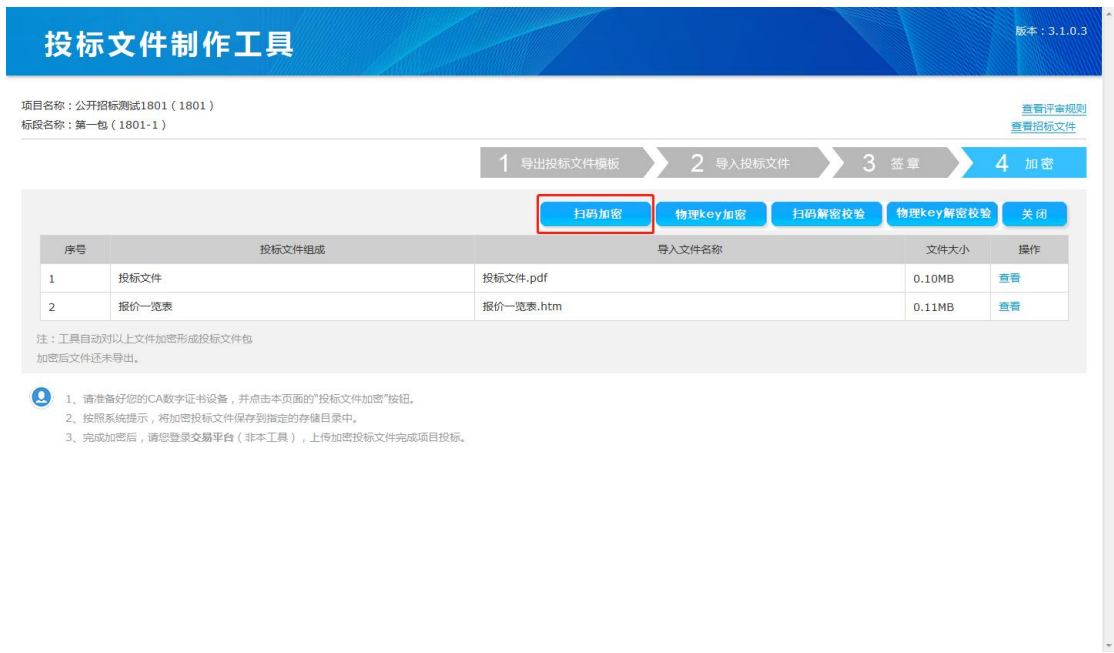 投标文件制作工具
版本：3.1.0.3
项目名称：公开招标测试1801（1801）
查看评审规则
标段名称：第一包（1801-1）
查看招标文件
1 导出投标文件模板 2 导入投标文件 3 签章 4 加密
扫码加密 物理key加密 扫码解密校验 物理key解密校验 关闭
序号 投标文件组成 导入文件名称 文件大小 操作
1 投标文件 投标文件.pdf 0.10MB 查看
2 报价一览表 报价一览表.htm 0.11MB 查看
注：工具自动对以上文件加密形成投标文件包
加密后文件还未导出。
1、请准备好您的CA数字证书设备，并点击本页面的"投标文件加密"按钮。
2、按照系统提示，将加密投标文件保存到指定的存储目录中。
3、完成加密后，请您登录交易平台（非本工具），上传加密投标文件完成项目投标。